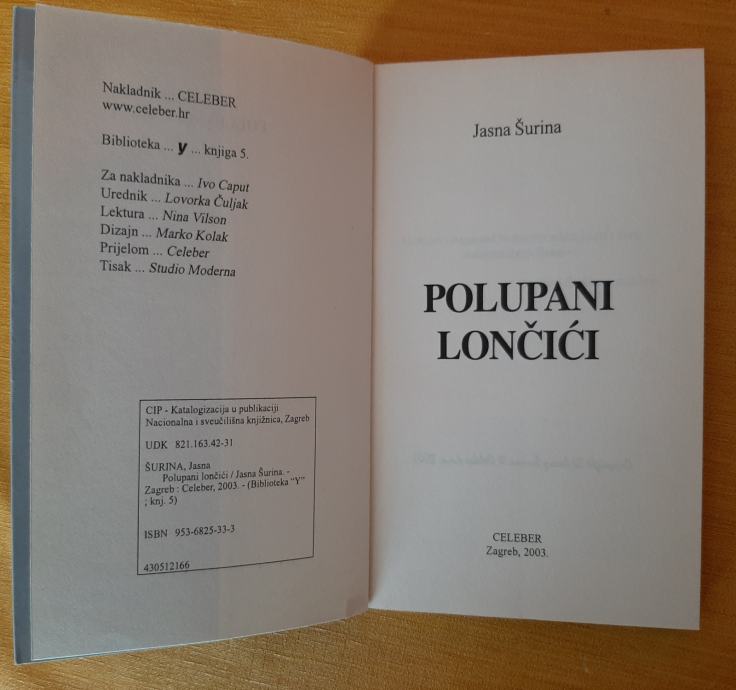 Nakladnik ... CELEBER
www.celeber.hr
Biblioteka ... y ... knjiga 5.
Za nakladnika ... Ivo Caput
Urednik ... Lovorka Čuljak
Lektura ... Nina Vilson
Dizajn ... Marko Kolak
Prijelom ... Celeber
Tisak ... Studio Moderna
CIP - Katalogizacija u publikaciji
Nacionalna i sveučilišna knjižnica, Zagreb
UDK 821.163.42-31
ŠURINA, Jasna
Polupani lončići / Jasna Šurina. -
Zagreb : Celeber, 2003. - (Biblioteka "Y"
; knj. 5)
ISBN 953-6825-33-3
430512166
Jasna Šurina
POLUPANI
LONČIĆI
CELEBER
Zagreb, 2003.